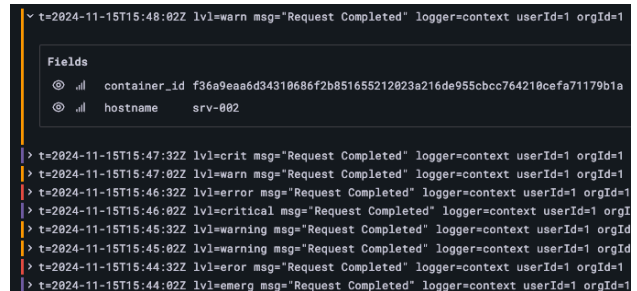 t=2024-11-15T15:48:02Z lvl=warn msg="Request Completed" logger=context userId=1 orgId=1
Fields
container_id f36a9eaa6d34310686f2b851655212023a216de955cbcc764210cefa71179b1a
hostname srv-002
t=2024-11-15T15:47:32Z lvl=crit msg="Request Completed" logger=context userId=1 orgId=1
t=2024-11-15T15:47:02Z lvl=warn msg="Request Completed" logger=context userId=1 orgId=1
t=2024-11-15T15:46:32Z lvl=error msg="Request Completed" logger=context userId=1 orgId=1
t=2024-11-15T15:46:02Z lvl=critical msg="Request Completed" logger=context userId=1 orgI
t=2024-11-15T15:45:32Z lvl=warning msg="Request Completed" logger=context userId=1 orgId
t=2024-11-15T15:45:02Z lvl=warning msg="Request Completed" logger=context userId=1 orgId
t=2024-11-15T15:44:32Z lvl=eror msg="Request Completed" logger=context userId=1 orgId=1
t=2024-11-15T15:44:02Z lvl=emerg msg="Request Completed" logger=context userId=1 orgId=1